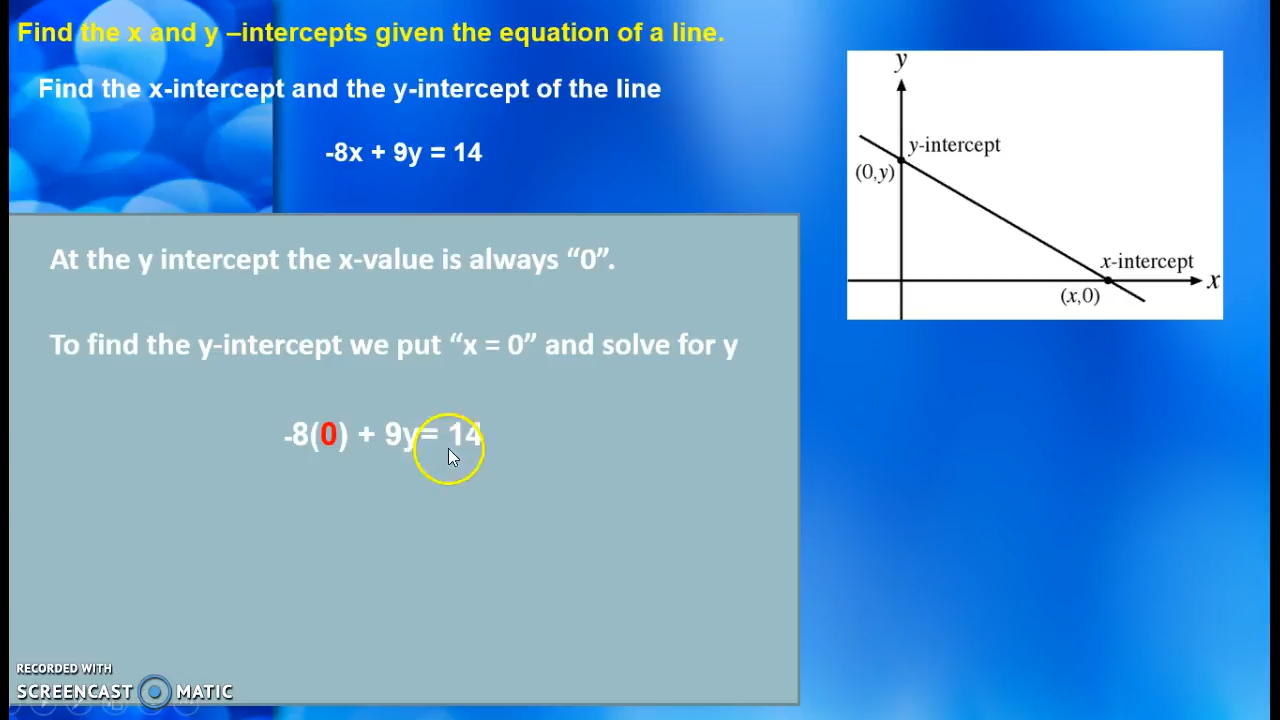 Find the x and y –intercepts given the equation of a line.
Find the x-intercept and the y-intercept of the line
-8x + 9y = 14
At the y intercept the x-value is always “0”.
To find the y-intercept we put “x = 0” and solve for y
-8(0) + 9y= 14
y
y-intercept
(0,y)
x-intercept
x
(x,0)
RECORDED WITH
SCREENCAST MATIC